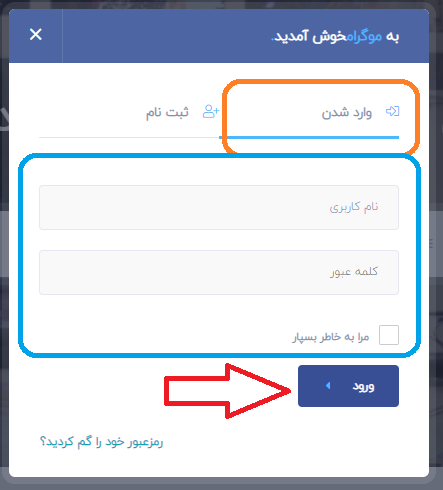 به موگرام خوش آمدید.
وارد شدن
ثبت نام
نام کاربری
کلمه عبور
مرا به خاطر بسپار
ورود
رمزعبور خود را گم کردید؟